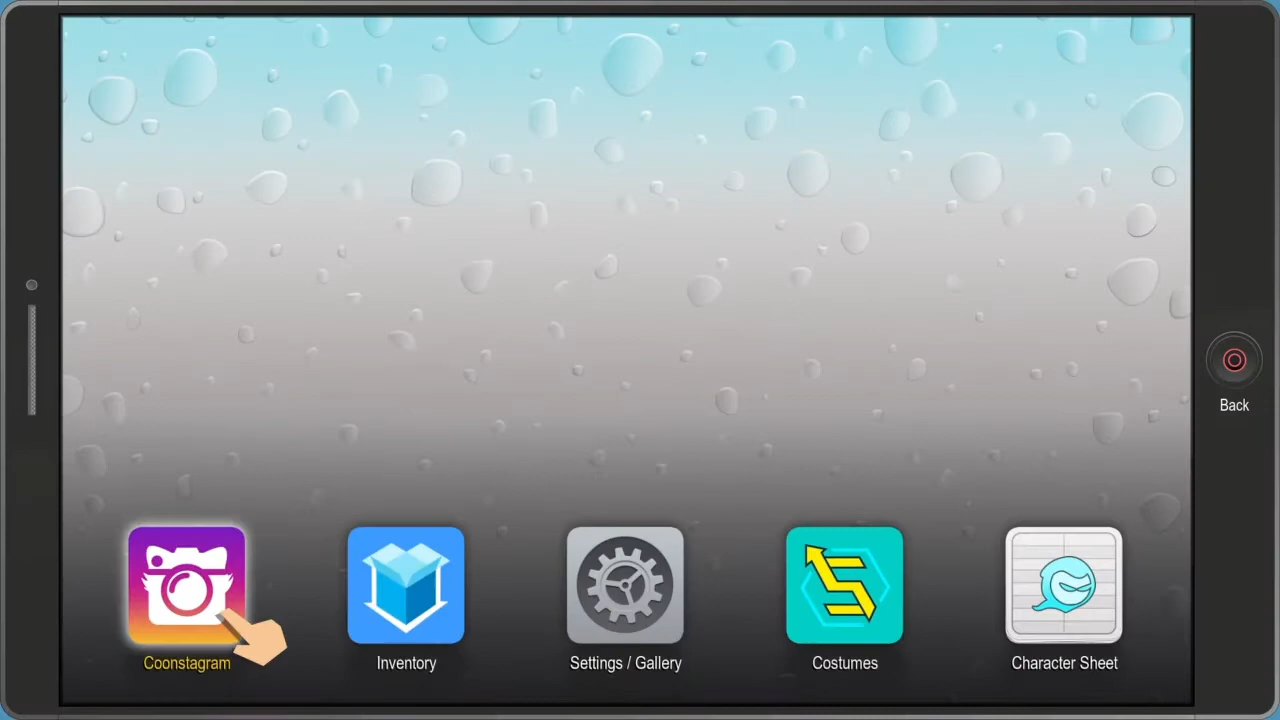 Back
Coonstagram
Inventory
Settings / Gallery
Costumes
Character Sheet